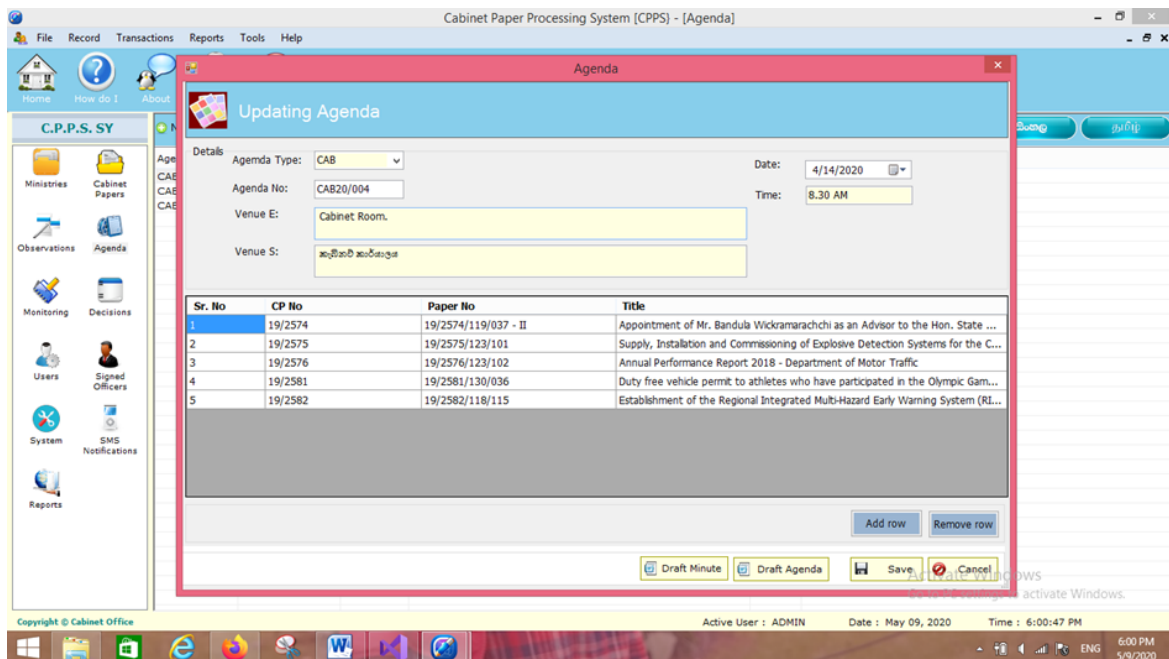 Cabinet Paper Processing System [CPPS} - [Agenda]
File Record Transactions Reports Tools Help
Home How do I About
Agenda
Updating Agenda
C.P.P.S. SY
සිංහල
தமிழ்
Ministries
Cabinet Papers
Observations
Agenda
Monitoring
Decisions
Users
Signed Officers
System
SMS Notifications
Reports
Details
Agemda Type: CAB
Date: 4/14/2020
Agenda No: CAB20/004
Time: 8.30 AM
Venue E: Cabinet Room.
Venue S: කැබිනට් කාර්යාලය
Sr. No CP No Paper No Title
1 19/2574 19/2574/119/037 - II Appointment of Mr. Bandula Wickramarachchi as an Advisor to the Hon. State ...
2 19/2575 19/2575/123/101 Supply, Installation and Commissioning of Explosive Detection Systems for the C...
3 19/2576 19/2576/123/102 Annual Performance Report 2018 - Department of Motor Traffic
4 19/2581 19/2581/130/036 Duty free vehicle permit to athletes who have participated in the Olympic Gam...
5 19/2582 19/2582/118/115 Establishment of the Regional Integrated Multi-Hazard Early Warning System (RI...
Add row Remove row
Draft Minute Draft Agenda Save Cancel
Activate Windows
Go to PC settings to activate Windows.
Copyright © Cabinet Office
Active User : ADMIN Date : May 09, 2020 Time : 6:00:47 PM
ENG
6:00 PM
5/9/2020